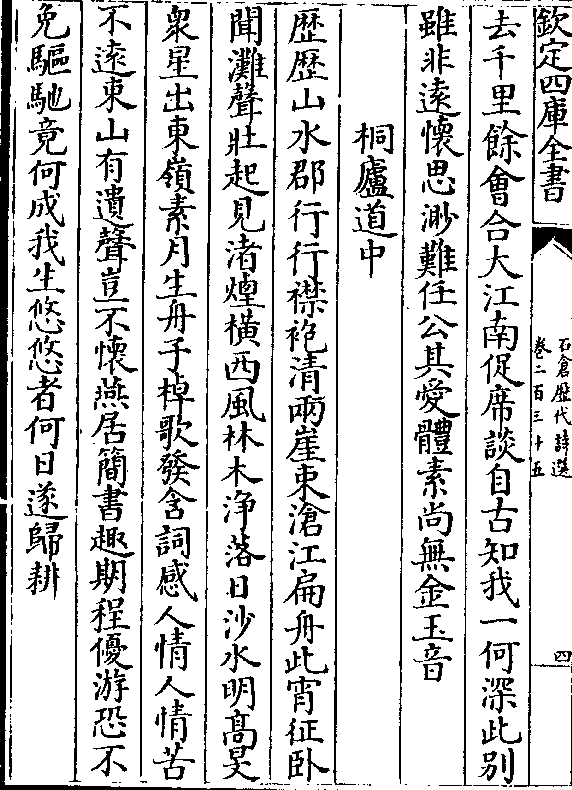 欽定四庫全書
石倉歴代詩選
卷二百三十五
四
去千里餘會合大江南促席談自古知我一何深此别
雖非逺懷思渺難任公其愛體素尚無金玉音
桐廬道中
歴歴山水郡行行襟袍清兩崖束滄江扁舟此宵征卧
聞灘聲壯起見渚煙横西風林木浄落日沙水明髙旻
衆星出東嶺素月生舟子棹歌發含詞感人情人情苦
不逺東山有遺聲豈不懷燕居簡書趣期程優游恐不
免驅馳竟何成我生悠悠者何日遂歸耕